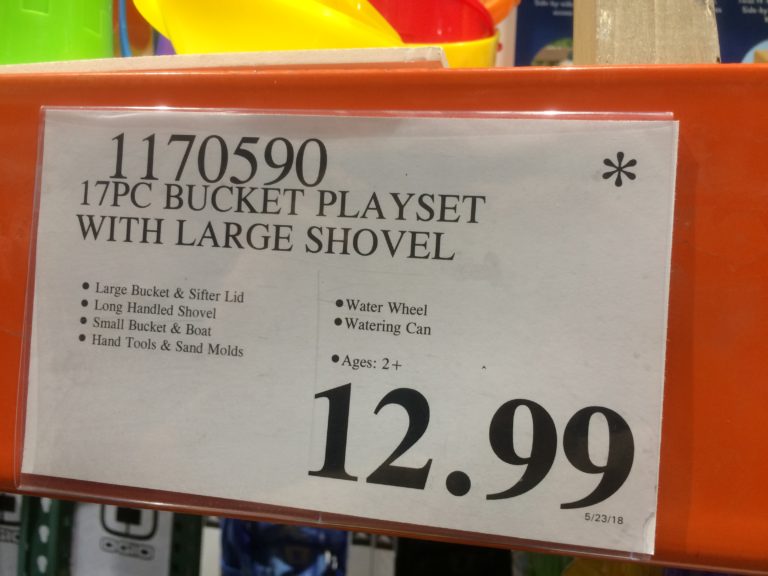 1170590
*
17PC BUCKET PLAYSET
WITH LARGE SHOVEL
• Large Bucket & Sifter Lid
• Long Handled Shovel
• Small Bucket & Boat
• Hand Tools & Sand Molds
• Water Wheel
• Watering Can
• Ages: 2+
12.99
5/23/18
OGIO